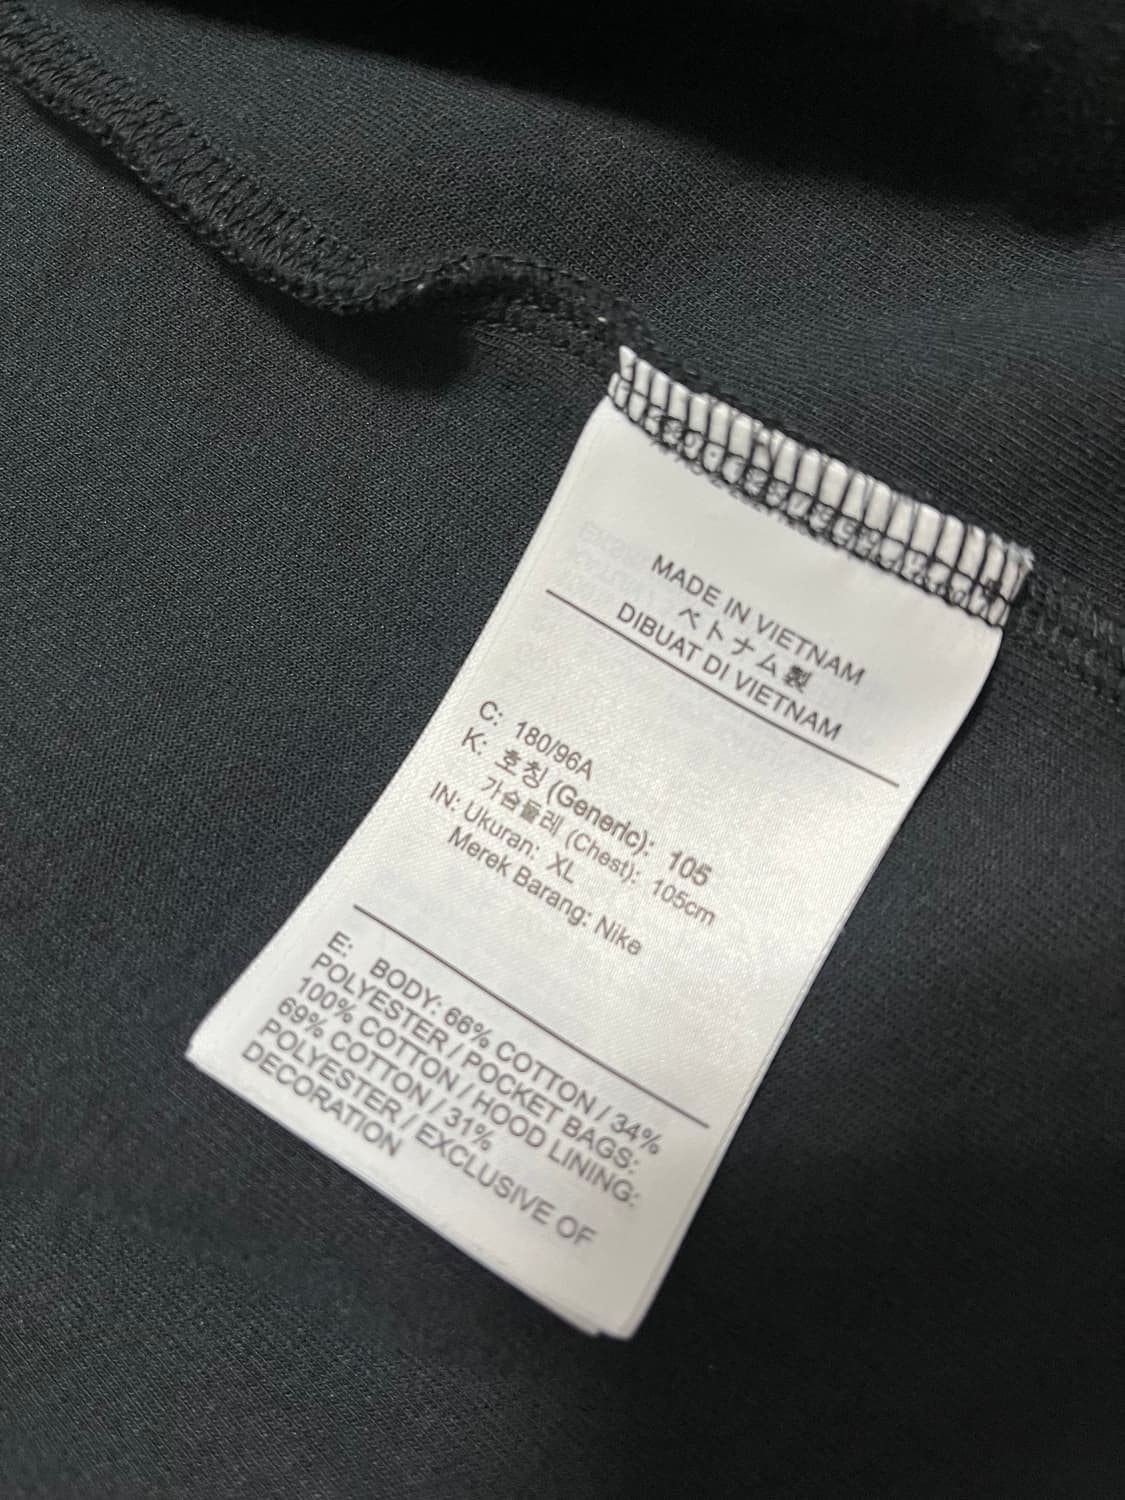 MADE IN VIETNAM
ベトナム製
DIBUAT DI VIETNAM
C: 180/96A
K: 호칭 (Generic): 105
가슴둘레 (Chest): 105cm
IN: Ukuran: XL
Merek Barang: Nike
E: BODY: 66% COTTON / 34%
POLYESTER / POCKET BAGS:
100% COTTON / HOOD LINING:
69% COTTON / 31%
POLYESTER / EXCLUSIVE OF
DECORATION